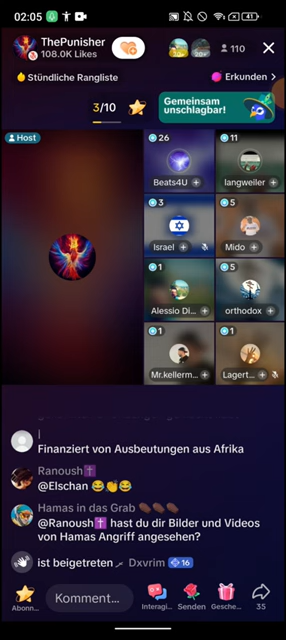 02:05
41
ThePunisher
108.0K Likes
110
Stündliche Rangliste
Erkunden >
3/10
Gemeinsam
unschlagbar!
Host
26
Beats4U +
11
langweiler +
3
Israel +
5
Mido +
1
Alessio Di... +
5
orthodox +
1
Mr.kellerm... +
1
Lagert... +
Finanziert von Ausbeutungen aus Afrika
Ranoush✝️
@Elschan 😂👏😂
Hamas in das Grab ⚰️⚰️⚰️
@Ranoush✝️ hast du dir Bilder und Videos
von Hamas Angriff angesehen?
ist beigetreten
Dxvrim 16
Abonn...
Kommen...
Interagi...
Senden
Gesche...
35